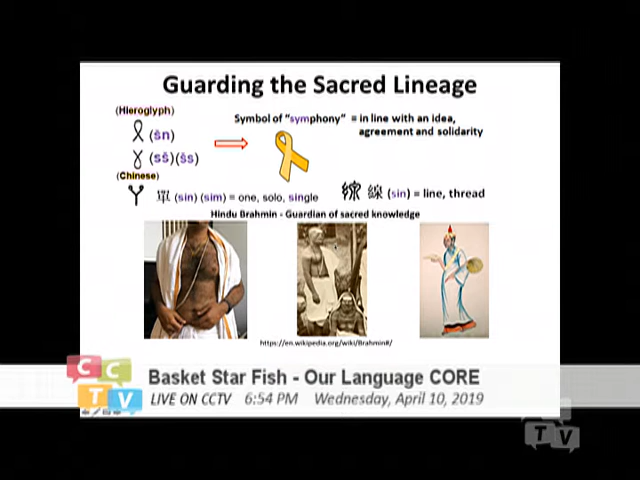 Guarding the Sacred Lineage
(Hieroglyph)
(šn)
(sš)(šs)
Symbol of "symphony" = in line with an idea,
agreement and solidarity
(Chinese)
單 (sin) (sim) = one, solo, single
線 (sin) = line, thread
Hindu Brahmin - Guardian of sacred knowledge
https://en.wikipedia.org/wiki/Brahmin#/
CCTV
Basket Star Fish - Our Language CORE
LIVE ON CCTV 6:54 PM Wednesday, April 10, 2019
TV